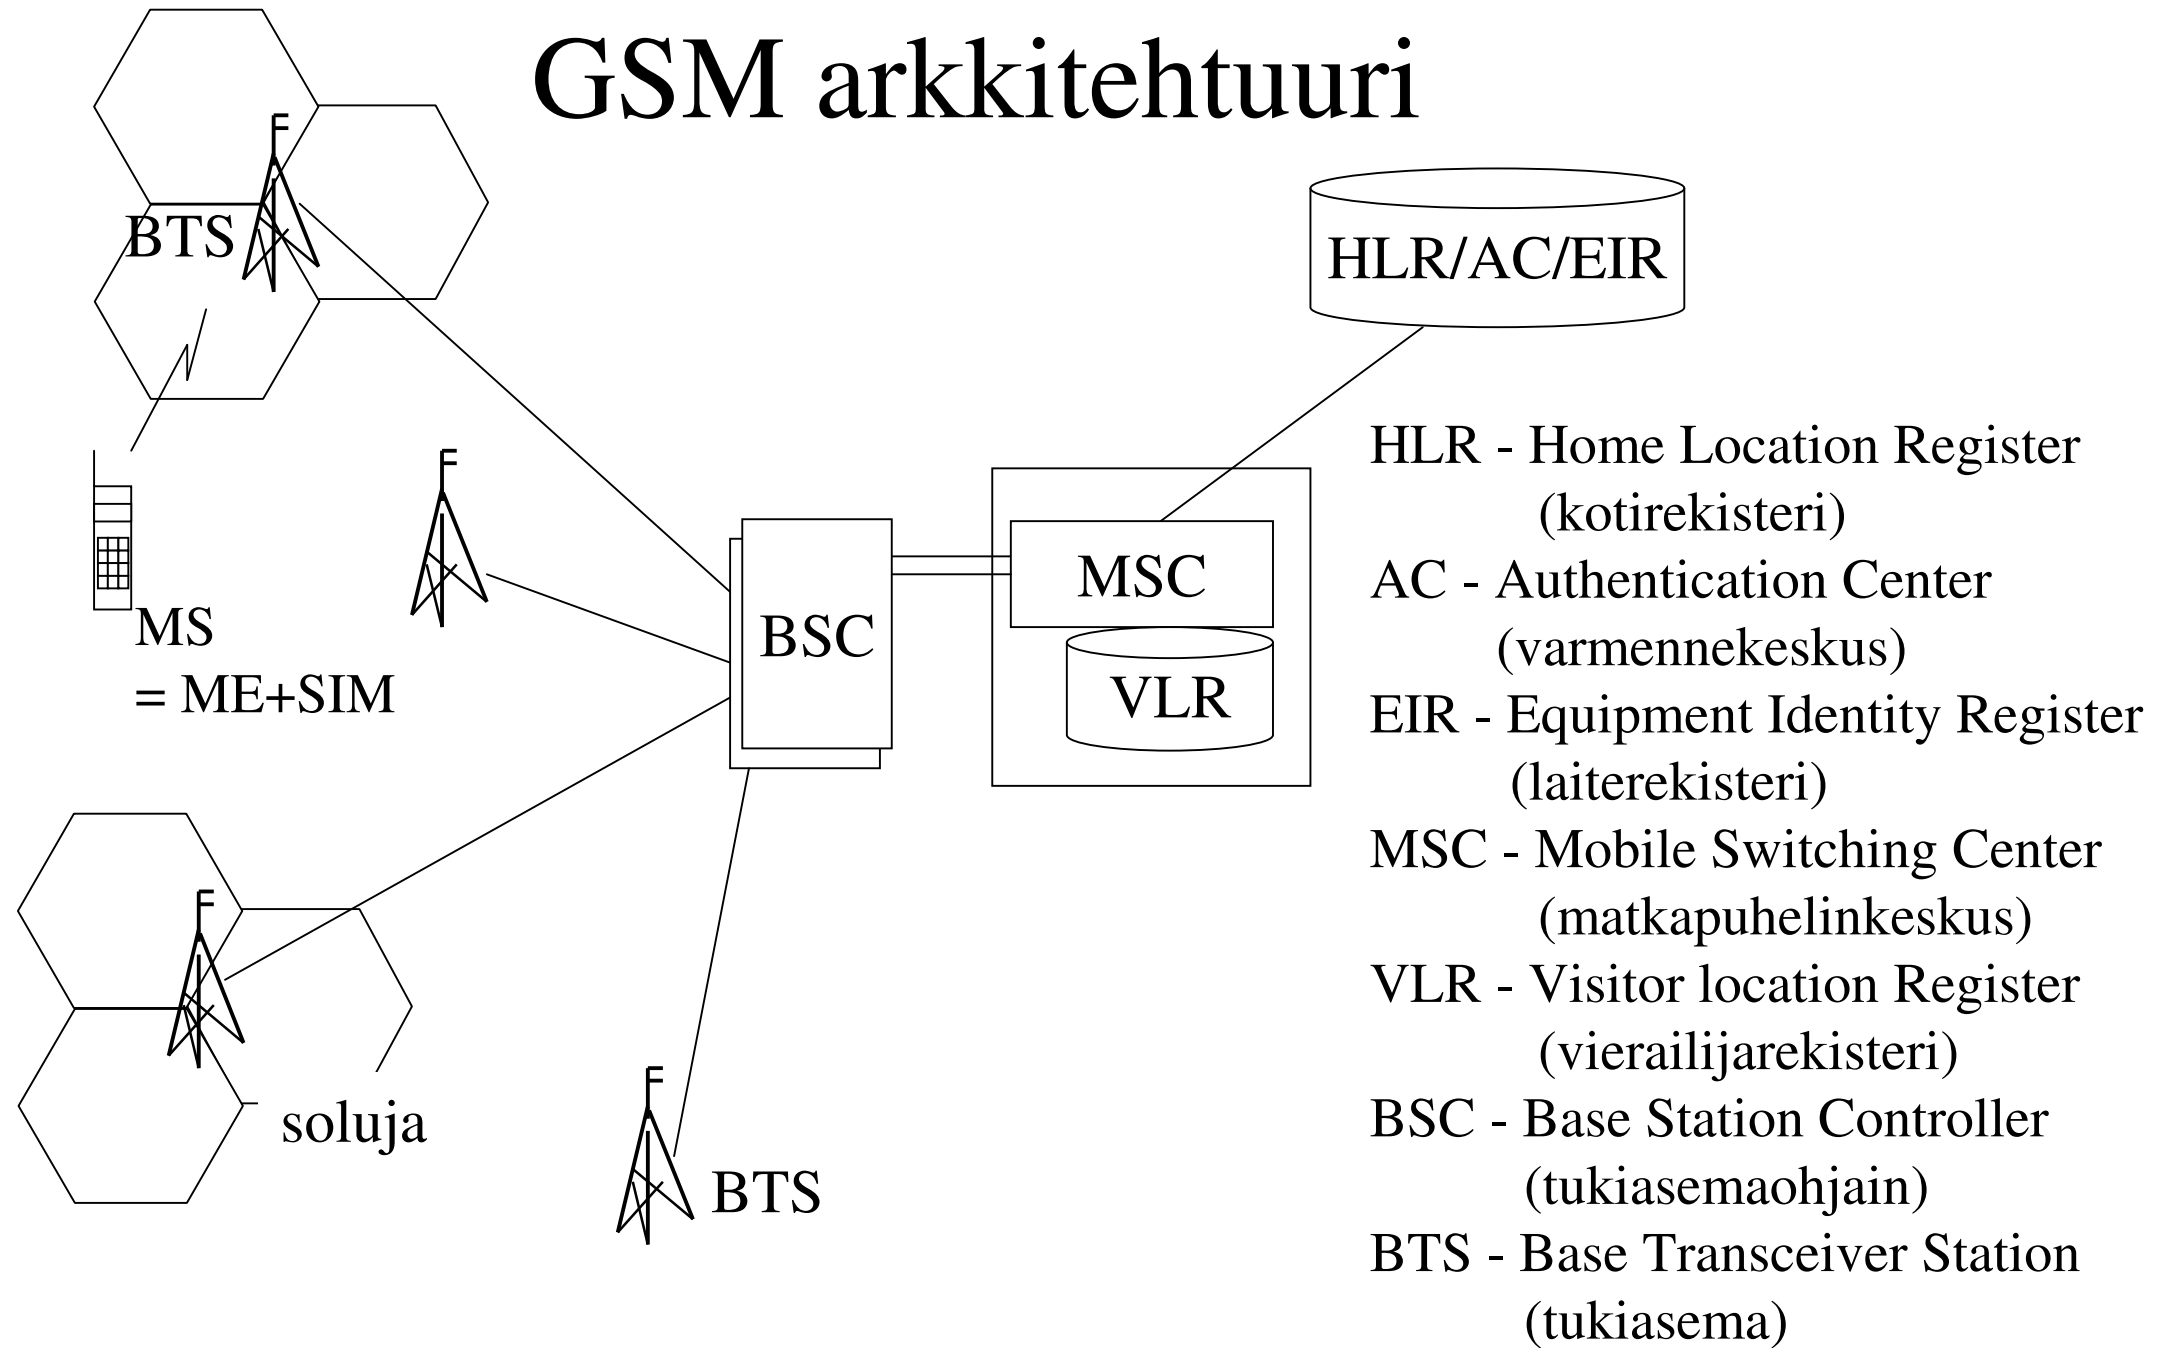 GSM arkkitehtuuri
BTS
HLR/AC/EIR
MS
= ME+SIM
BSC
MSC
VLR
soluja
BTS
HLR - Home Location Register
(kotirekisteri)
AC - Authentication Center
(varmennekeskus)
EIR - Equipment Identity Register
(laiterekisteri)
MSC - Mobile Switching Center
(matkapuhelinkeskus)
VLR - Visitor location Register
(vierailijarekisteri)
BSC - Base Station Controller
(tukiasemaohjain)
BTS - Base Transceiver Station
(tukiasema)